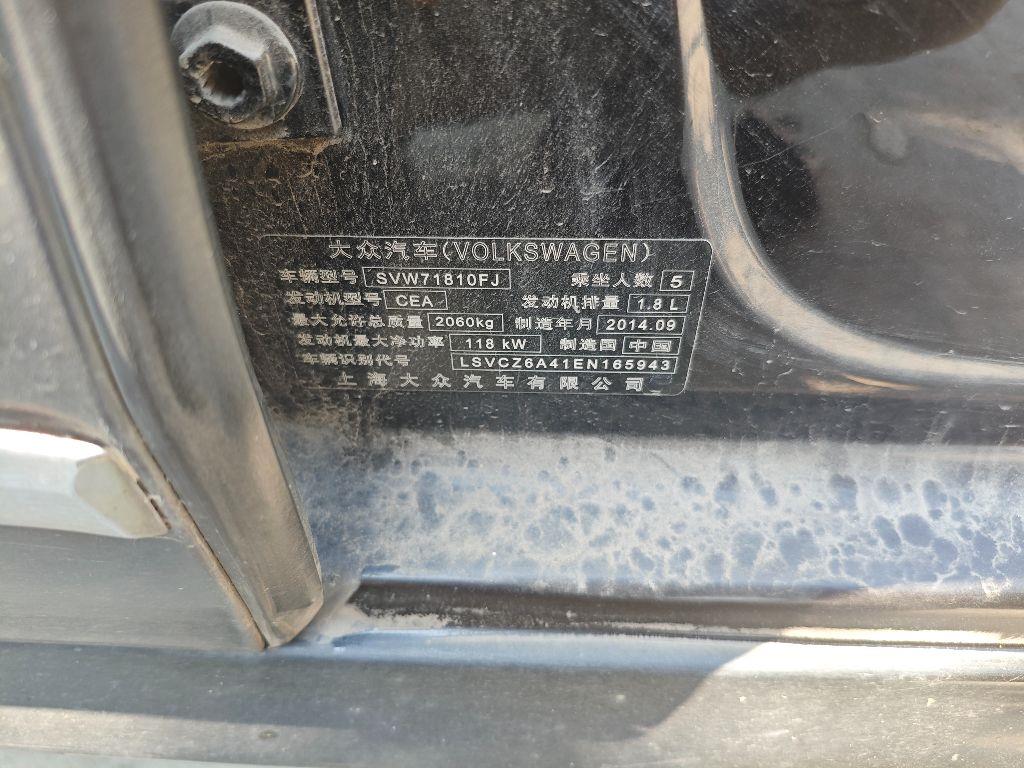 大众汽车(VOLKSWAGEN)
车辆型号 SVW71810FJ 乘坐人数 5
发动机型号 CEA 发动机排量 1.8 L
最大允许总质量 2060kg 制造年月 2014.09
发动机最大净功率 118 kW 制造国 中国
车辆识别代号 LSVCZ6A41EN165943
上海大众汽车有限公司